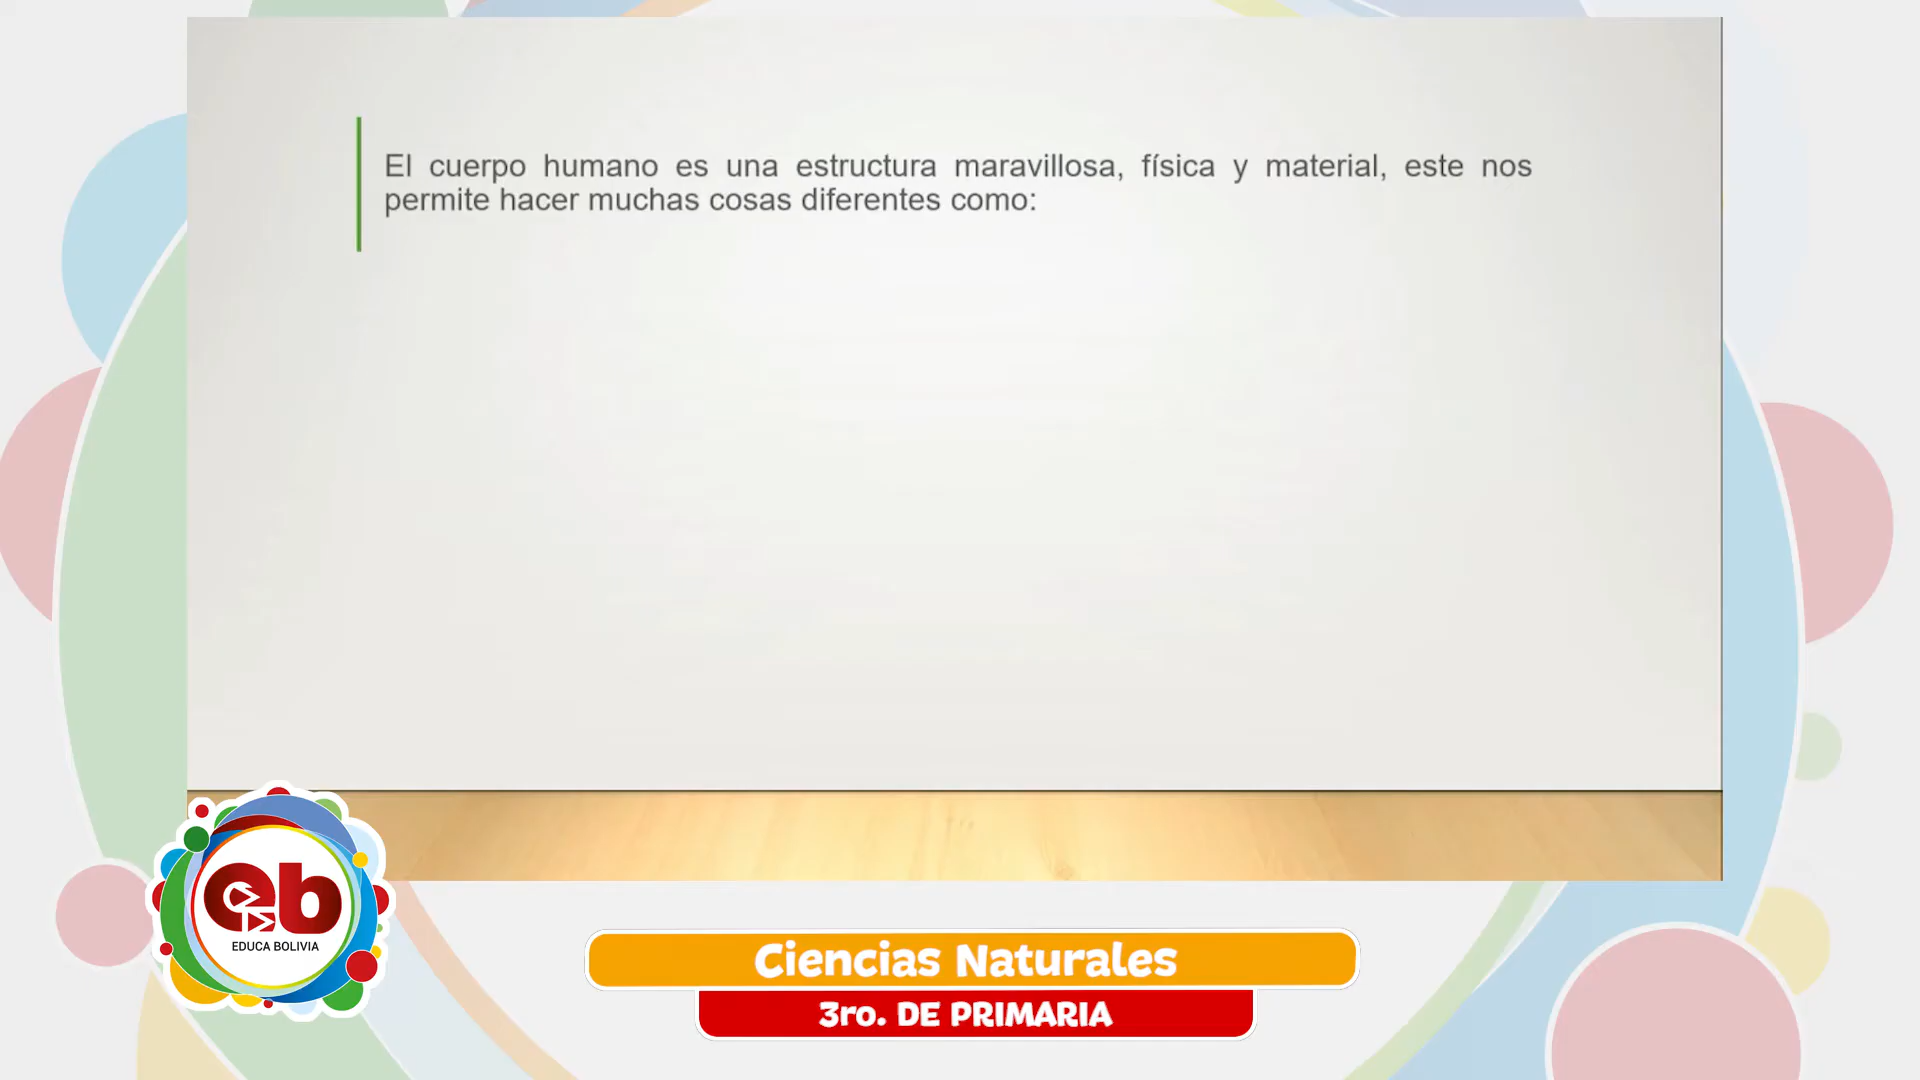 El cuerpo humano es una estructura maravillosa, física y material, este nos
permite hacer muchas cosas diferentes como:
eb
EDUCA BOLIVIA
Ciencias Naturales
3ro. DE PRIMARIA